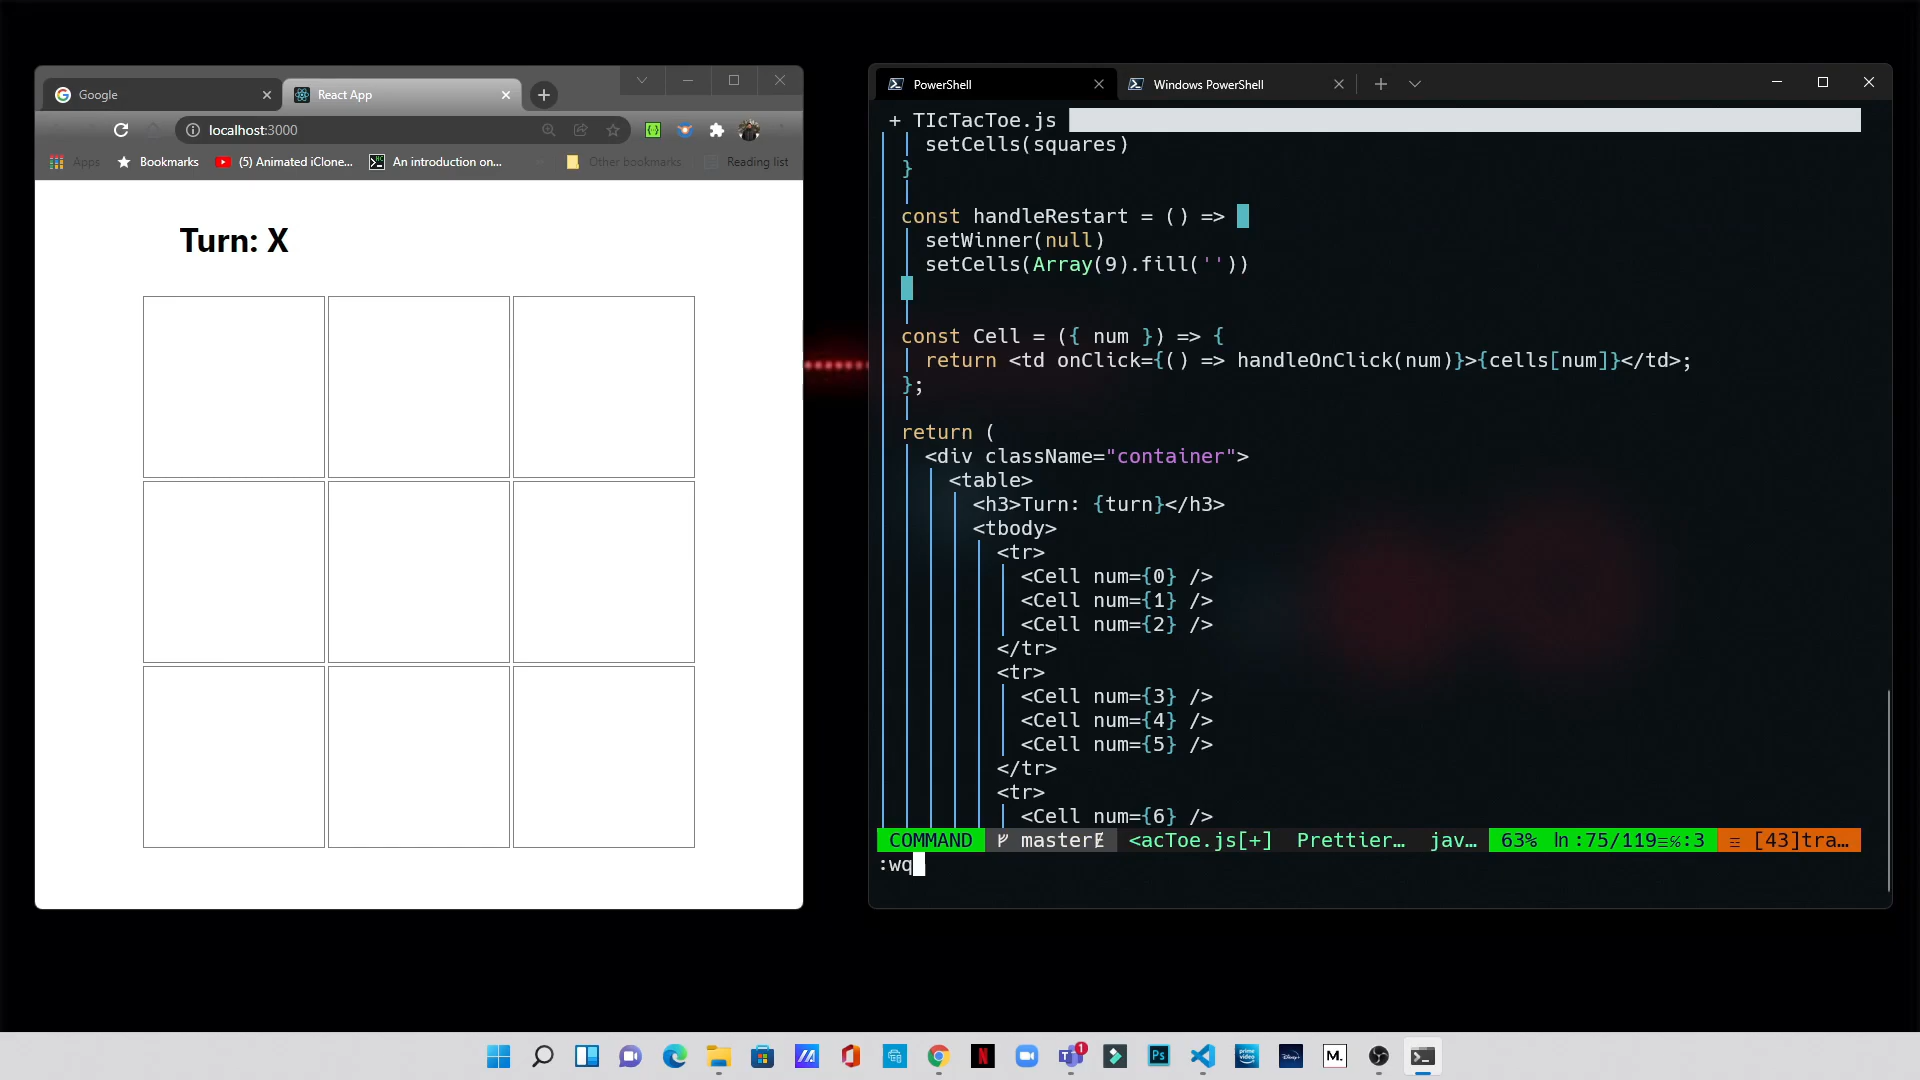 Google
React App
localhost:3000
Apps
Bookmarks
(5) Animated iClone...
An introduction on...
Other bookmarks
Reading list
Turn: X
PowerShell
Windows PowerShell
+ TIcTacToe.js
setCells(squares)
}
const handleRestart = () =>
setWinner(null)
setCells(Array(9).fill(''))
const Cell = ({ num }) => {
return <td onClick={() => handleOnClick(num)}>{cells[num]}</td>;
};
return (
<div className="container">
<table>
<h3>Turn: {turn}</h3>
<tbody>
<tr>
<Cell num={0} />
<Cell num={1} />
<Cell num={2} />
</tr>
<tr>
<Cell num={3} />
<Cell num={4} />
<Cell num={5} />
</tr>
<tr>
<Cell num={6} />
COMMAND master <acToe.js[+] Prettier… jav… 63% ln:75/119 :3 [43]tra…
:wq